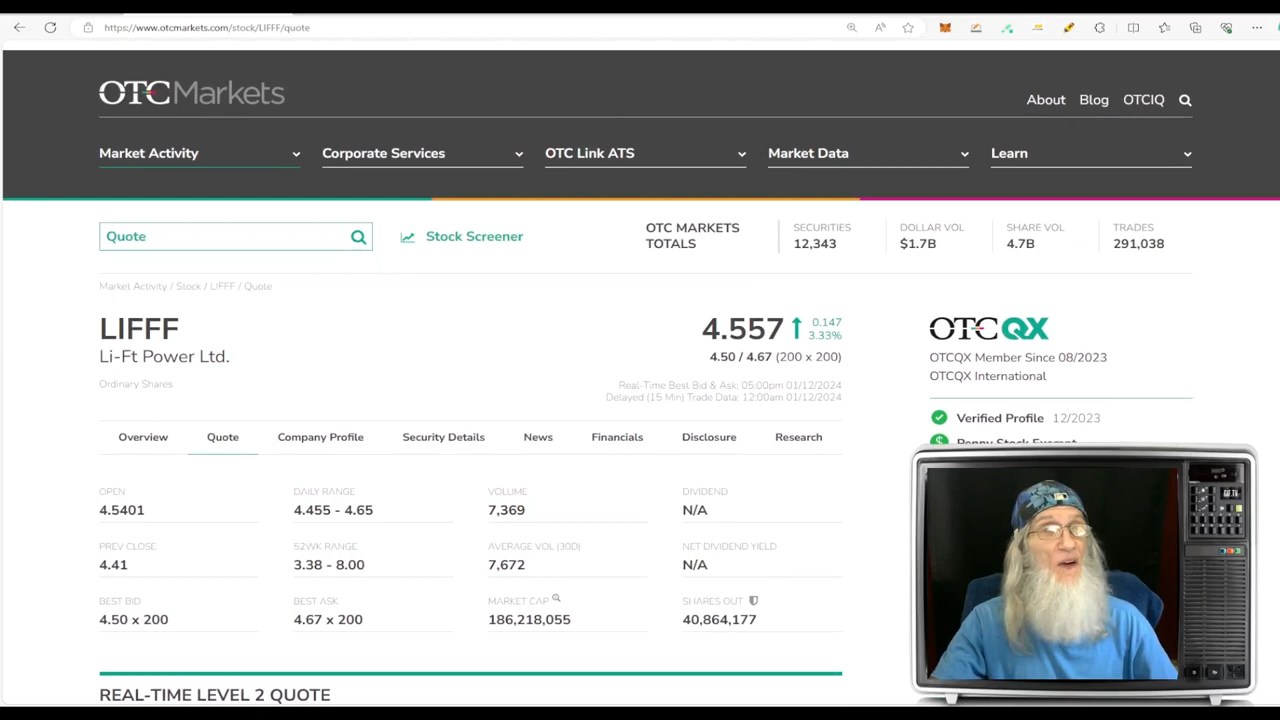 https://www.otcmarkets.com/stock/LIFFF/quote
OTCMarkets
About Blog OTCIQ
Market Activity Corporate Services OTC Link ATS Market Data Learn
Quote
Stock Screener
OTC MARKETS TOTALS
SECURITIES
12,343
DOLLAR VOL
$1.7B
SHARE VOL
4.7B
TRADES
291,038
Market Activity / Stock / LIFFF / Quote
LIFFF
Li-Ft Power Ltd.
Ordinary Shares
4.557 0.147
3.33%
4.50 / 4.67 (200 x 200)
Real-Time Best Bid & Ask: 05:00pm 01/12/2024
Delayed (15 Min) Trade Data: 12:00am 01/12/2024
OTCQX
OTCQX Member Since 08/2023
OTCQX International
Verified Profile 12/2023
Penny Stock Exempt
Overview Quote Company Profile Security Details News Financials Disclosure Research
OPEN
4.5401
DAILY RANGE
4.455 - 4.65
VOLUME
7,369
DIVIDEND
N/A
PREV CLOSE
4.41
52WK RANGE
3.38 - 8.00
AVERAGE VOL (30D)
7,672
NET DIVIDEND YIELD
N/A
BEST BID
4.50 x 200
BEST ASK
4.67 x 200
MARKET CAP
186,218,055
SHARES OUT
40,864,177
REAL-TIME LEVEL 2 QUOTE
GIF.TV